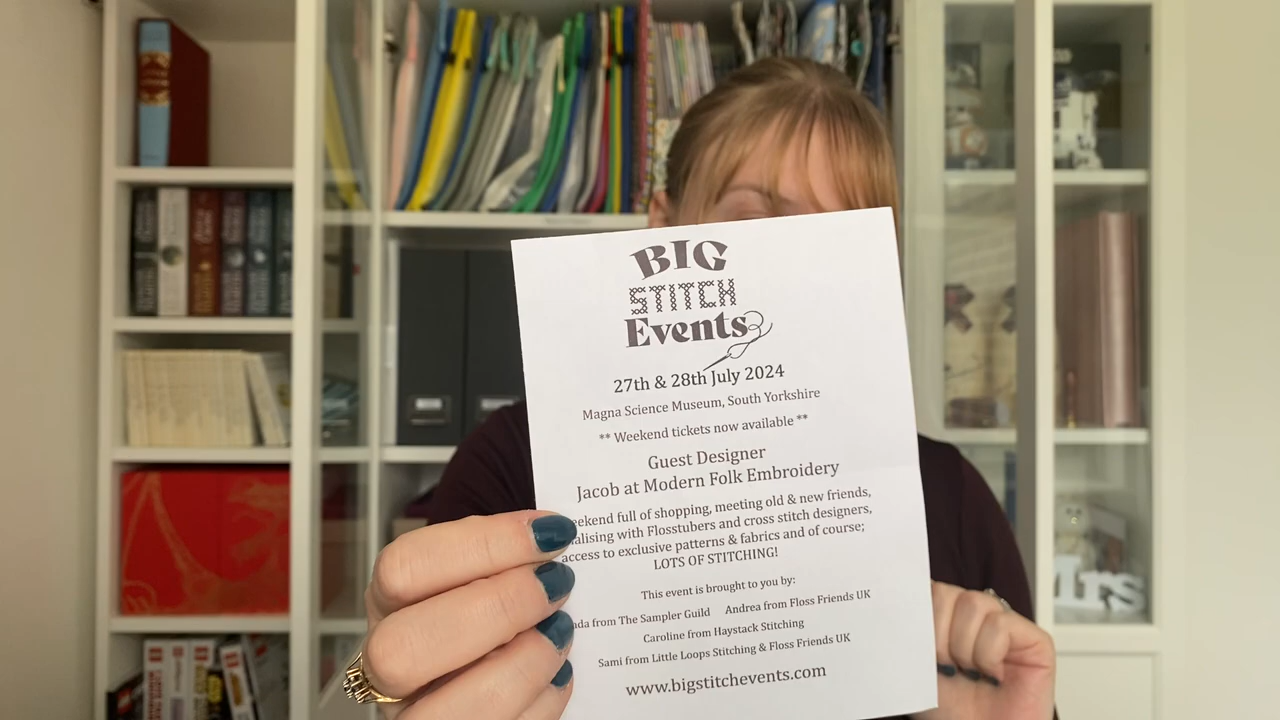 BIG
STITCH
Events
27th & 28th July 2024
Magna Science Museum, South Yorkshire
** Weekend tickets now available **
Guest Designer
Jacob at Modern Folk Embroidery
eekend full of shopping, meeting old & new friends,
alising with Flosstubers and cross stitch designers,
access to exclusive patterns & fabrics and of course;
LOTS OF STITCHING!
This event is brought to you by:
da from The Sampler Guild Andrea from Floss Friends UK
Caroline from Haystack Stitching
Sami from Little Loops Stitching & Floss Friends UK
www.bigstitchevents.com
Mrs